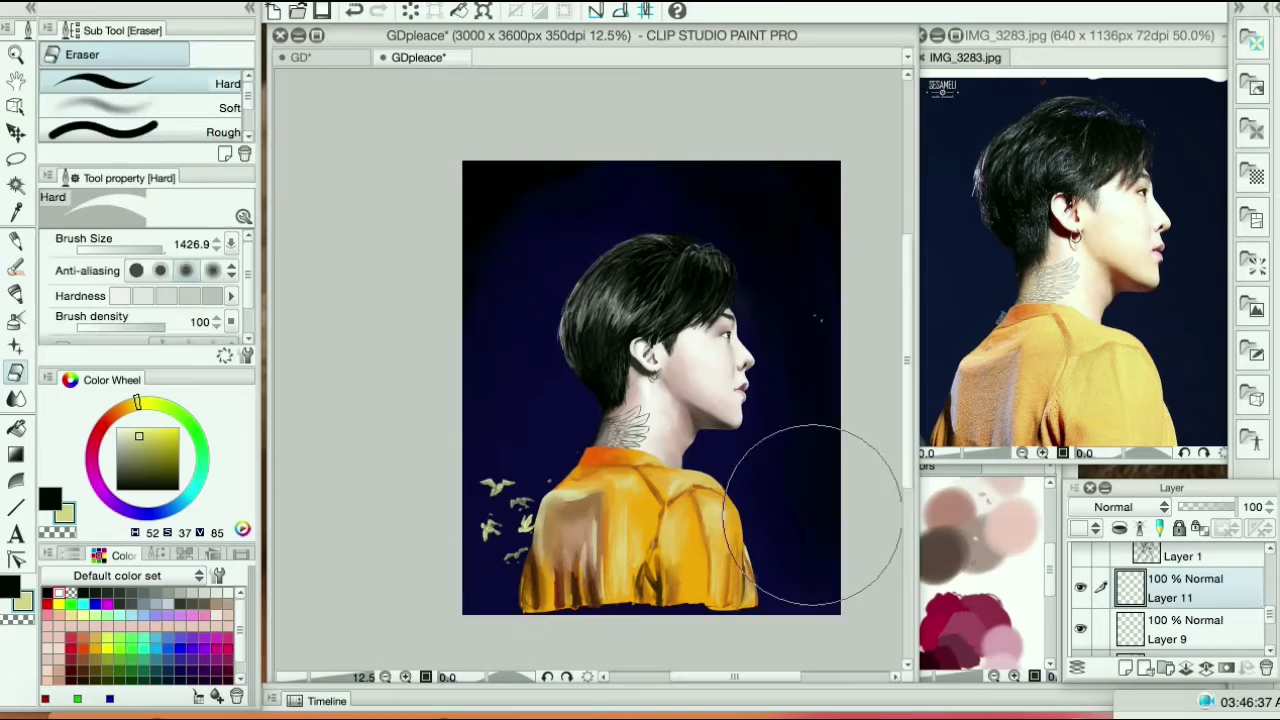 GDpleace* (3000 x 3600px 350dpi 12.5%) - CLIP STUDIO PAINT PRO
IMG_3283.jpg (640 x 1136px 72dpi 50.0%) -
Sub Tool [Eraser]
Eraser
Hard
Soft
Rough
Tool property [Hard]
Hard
Brush Size
1426.9
Anti-aliasing
Hardness
Brush density
100
Color Wheel
H 52 S 37 V 85
Color
Default color set
GD*
GDpleace*
12.5
0.0
Timeline
IMG_3283.jpg
SESAMELI
0.0
0.0
Layer
Normal
100
Layer 1
100 % Normal
Layer 11
100 % Normal
Layer 9
03:46:37